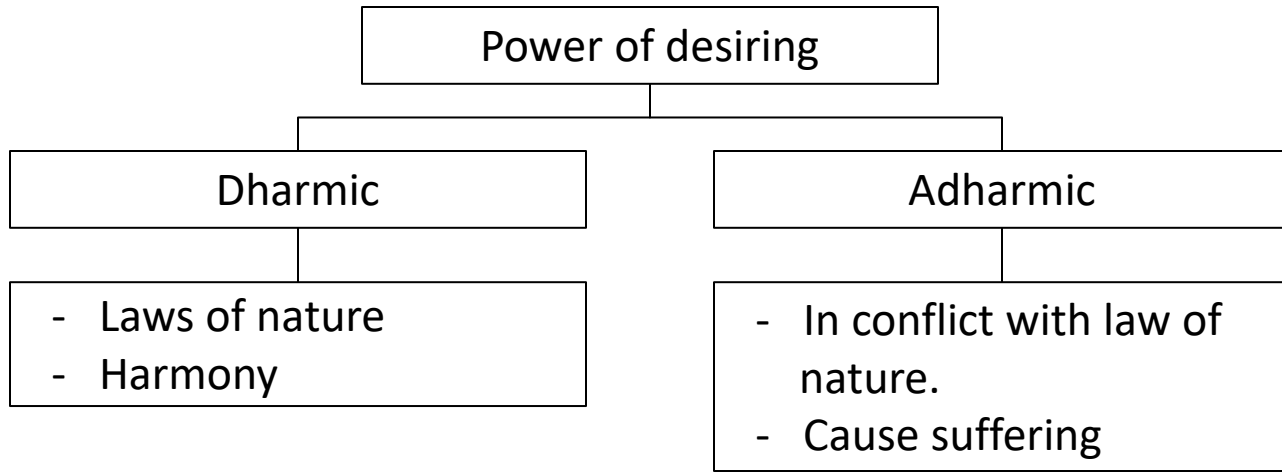 Power of desiring
Dharmic
- Laws of nature
- Harmony
Adharmic
- In conflict with law of
nature.
- Cause suffering